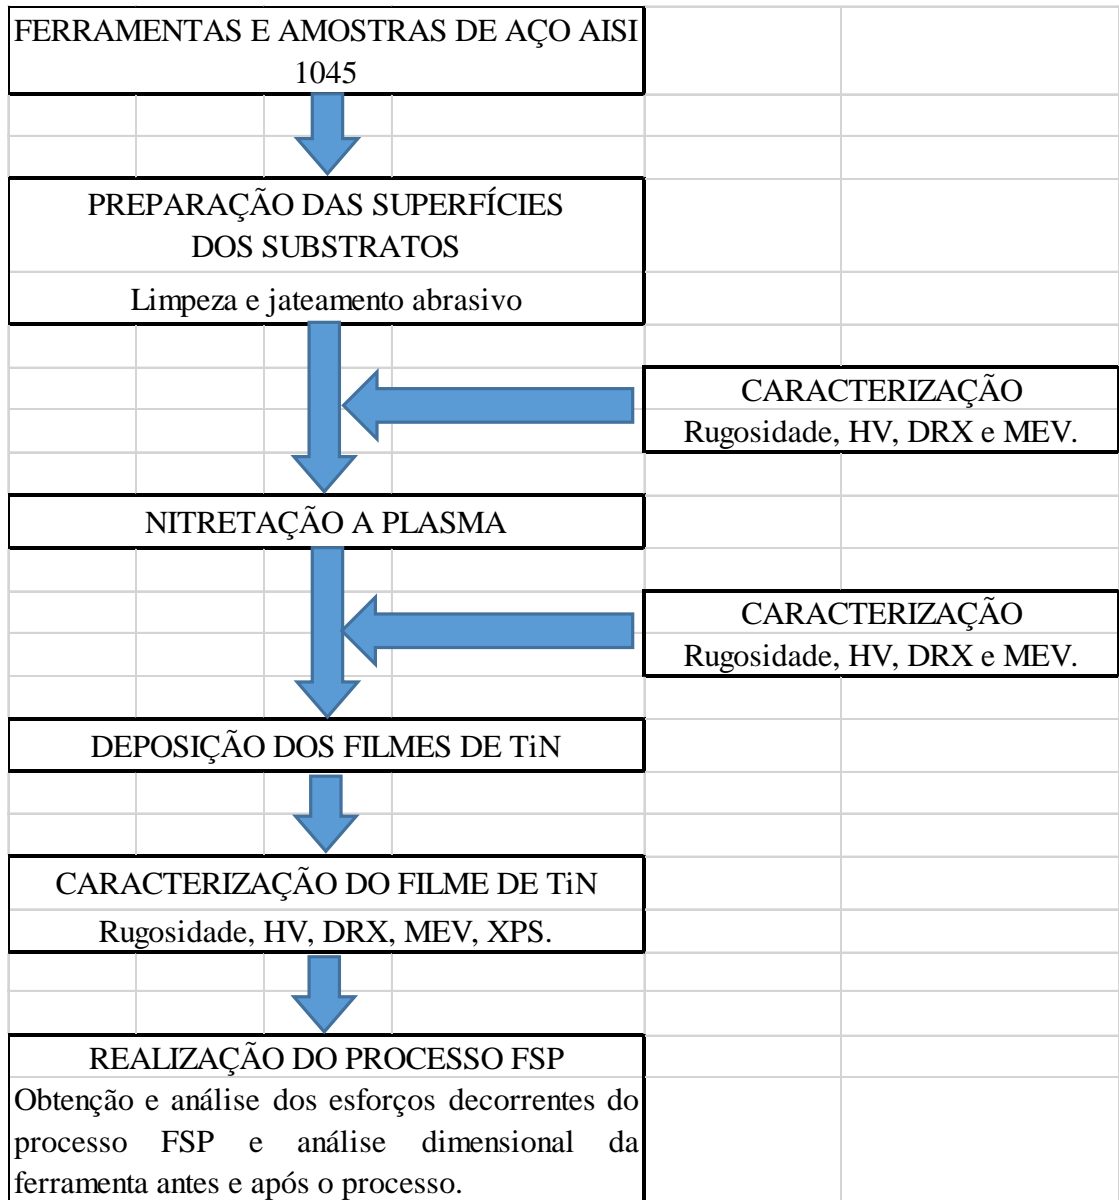 FERRAMENTAS E AMOSTRAS DE AÇO AISI
1045
PREPARAÇÃO DAS SUPERFÍCIES
DOS SUBSTRATOS
Limpeza e jateamento abrasivo
CARACTERIZAÇÃO
Rugosidade, HV, DRX e MEV.
NITRETAÇÃO A PLASMA
CARACTERIZAÇÃO
Rugosidade, HV, DRX e MEV.
DEPOSIÇÃO DOS FILMES DE TiN
CARACTERIZAÇÃO DO FILME DE TiN
Rugosidade, HV, DRX, MEV, XPS.
REALIZAÇÃO DO PROCESSO FSP
Obtenção e análise dos esforços decorrentes do
processo FSP e análise dimensional da
ferramenta antes e após o processo.